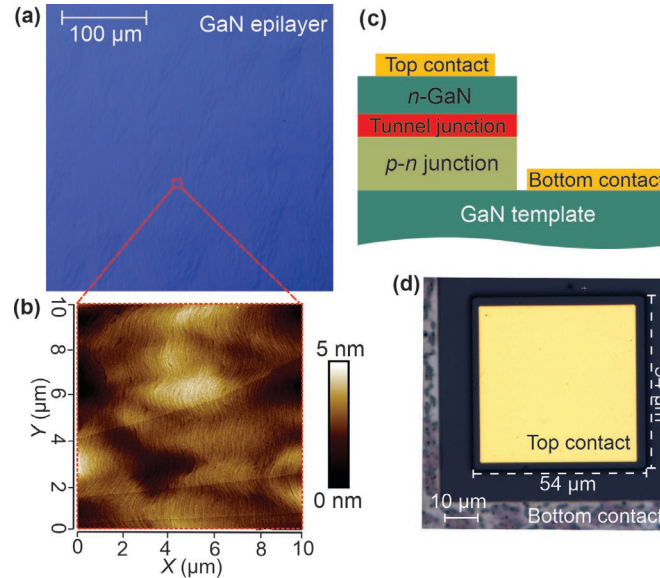 (a)
100 µm
GaN epilayer
(b)
10
8
6
4
2
0
Y (µm)
0
2
4
6
8
10
X (µm)
5 nm
0 nm
(c)
Top contact
n-GaN
Tunnel junction
p-n junction
Bottom contact
GaN template
(d)
Top contact
54 µm
10 µm
Bottom contact